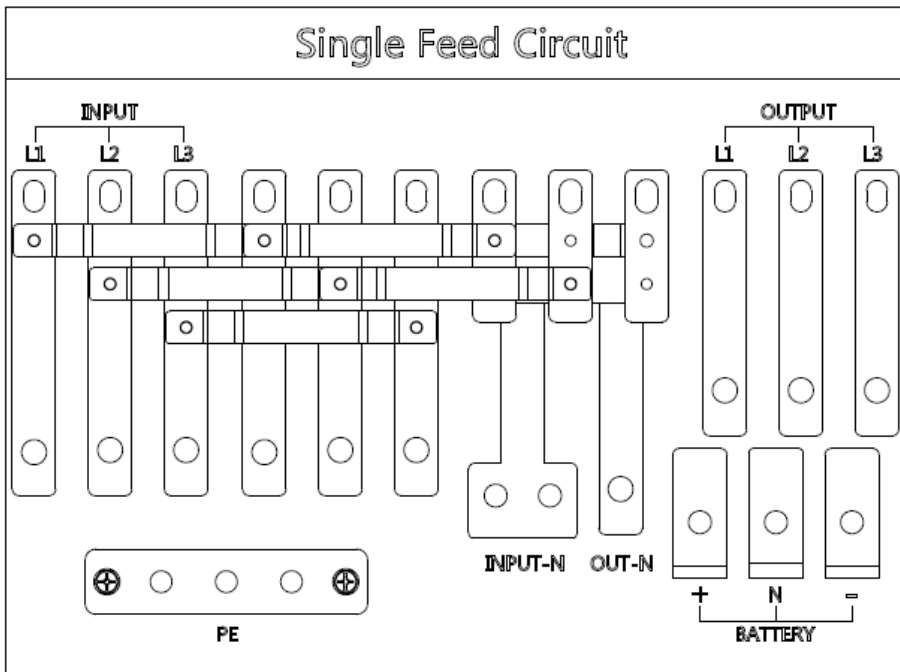 Single Feed Circuit
INPUT
L1 L2 L3
OUTPUT
L1 L2 L3
INPUT-N OUT-N
PE
+ N -
BATTERY